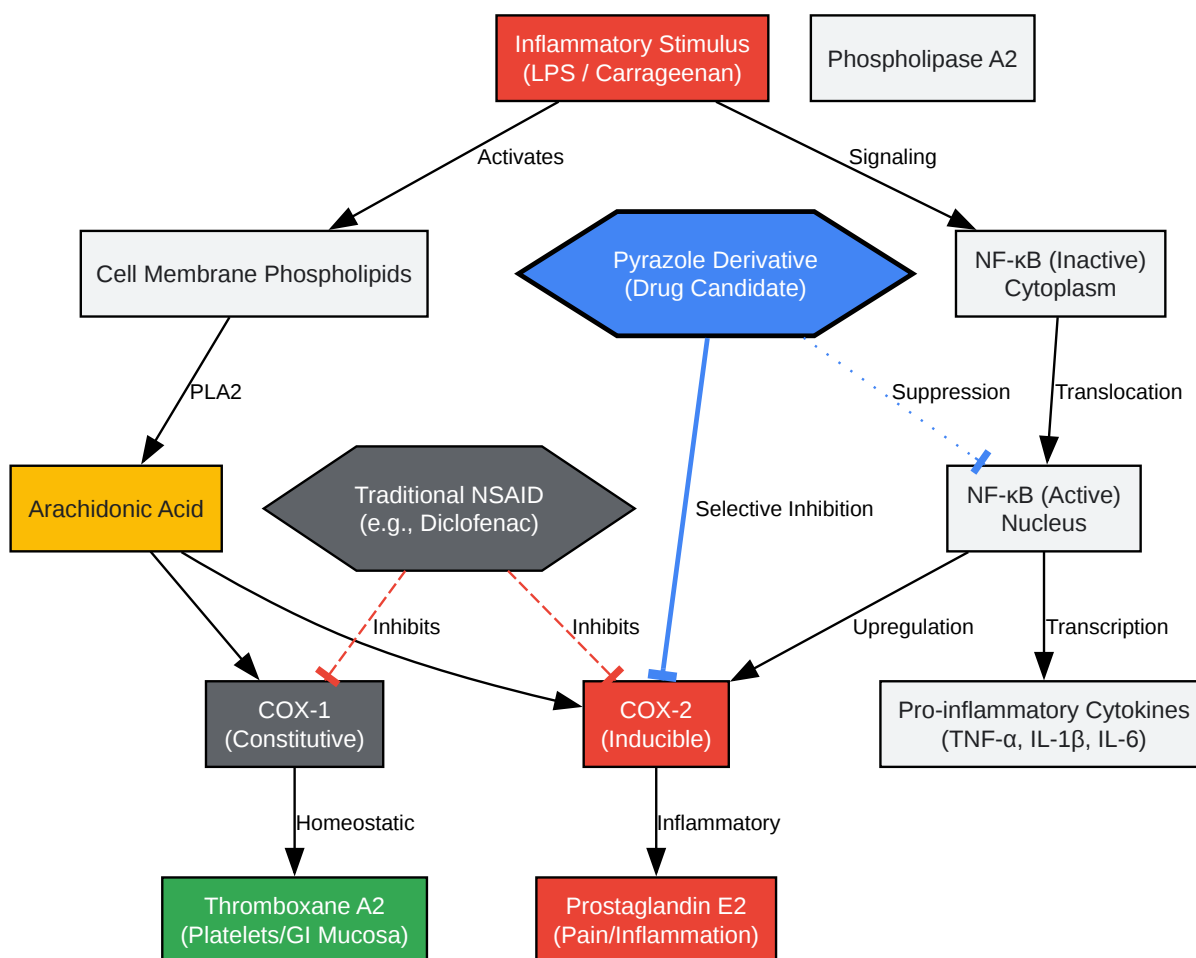 Inflammatory Stimulus
(LPS / Carrageenan)
Phospholipase A2
Activates
Signaling
Cell Membrane Phospholipids
Pyrazole Derivative
(Drug Candidate)
NF-κB (Inactive)
Cytoplasm
PLA2
Suppression
Translocation
Arachidonic Acid
Traditional NSAID
(e.g., Diclofenac)
Selective Inhibition
NF-κB (Active)
Nucleus
Inhibits
Inhibits
Upregulation
Transcription
COX-1
(Constitutive)
COX-2
(Inducible)
Pro-inflammatory Cytokines
(TNF-α, IL-1β, IL-6)
Homeostatic
Inflammatory
Thromboxane A2
(Platelets/GI Mucosa)
Prostaglandin E2
(Pain/Inflammation)